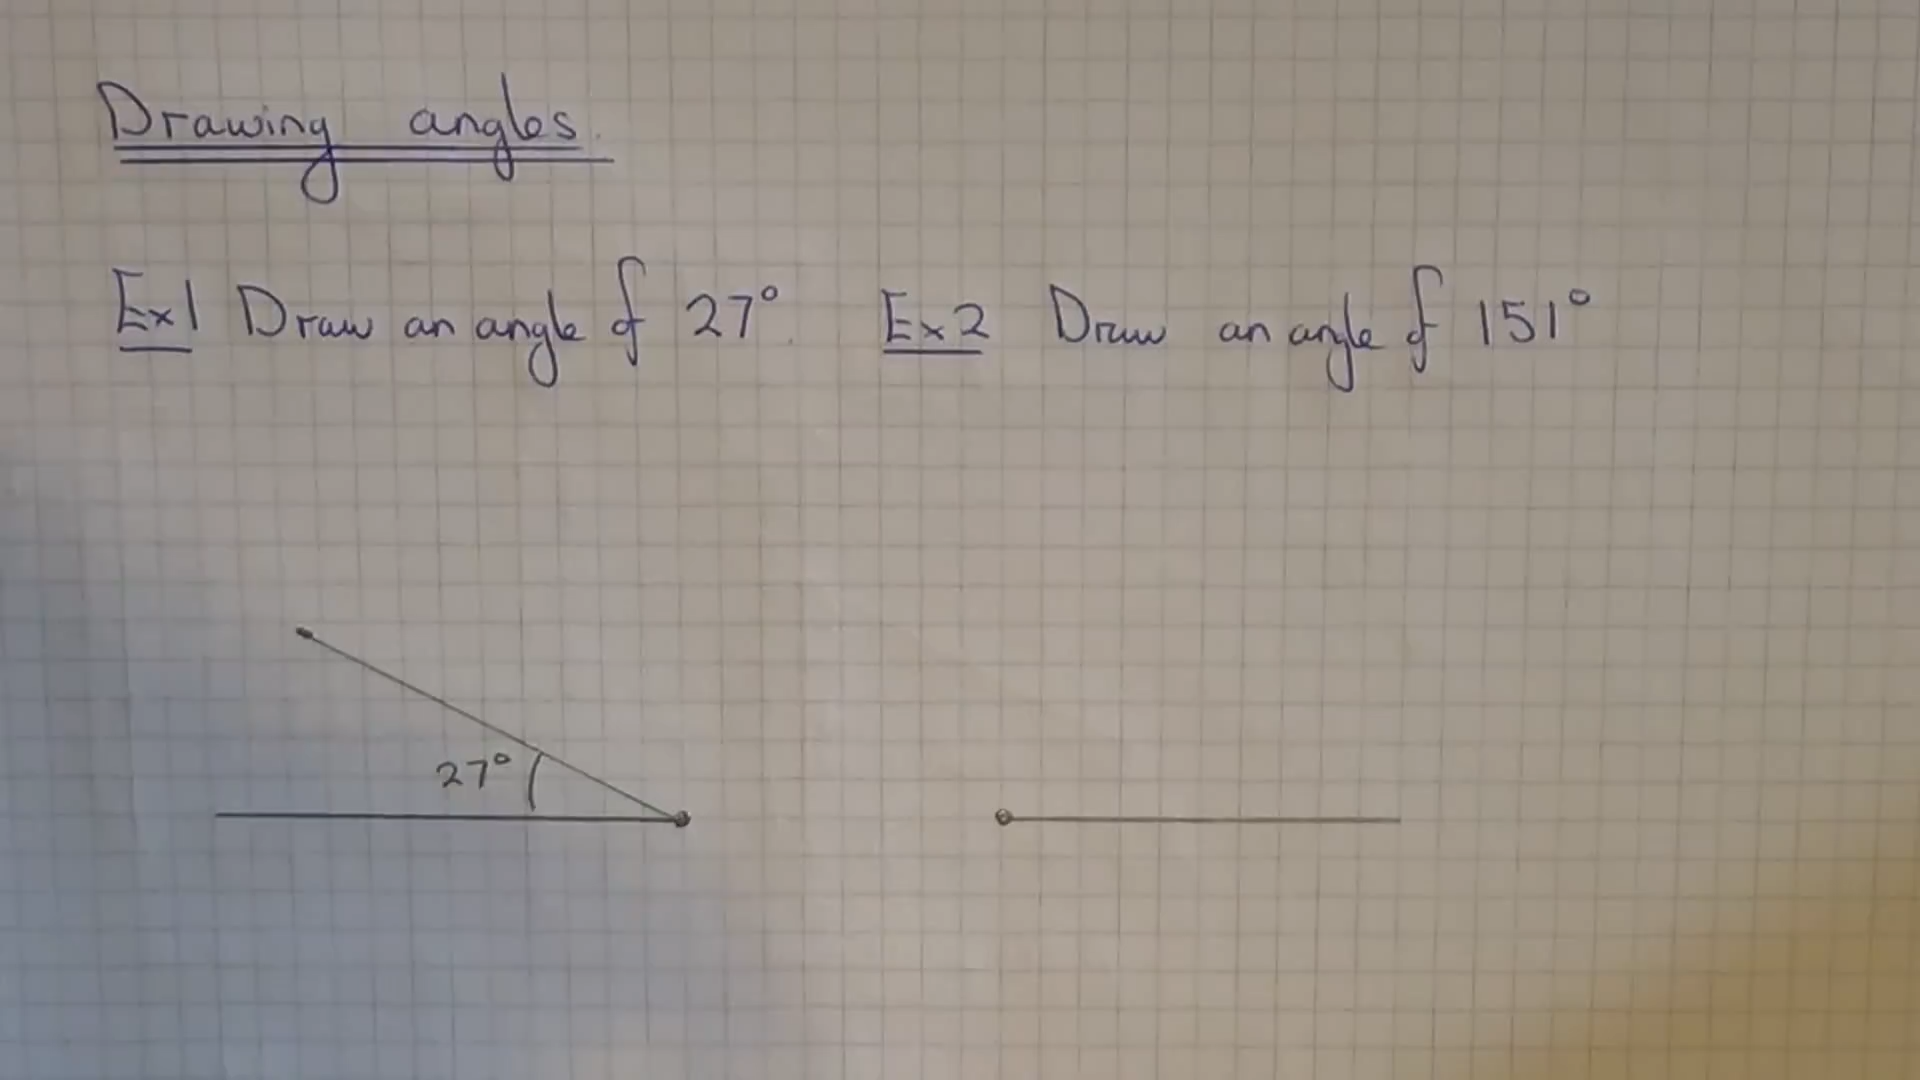 Drawing angles.
Ex1 Draw an angle of 27°. Ex2 Draw an angle of 151°
27°